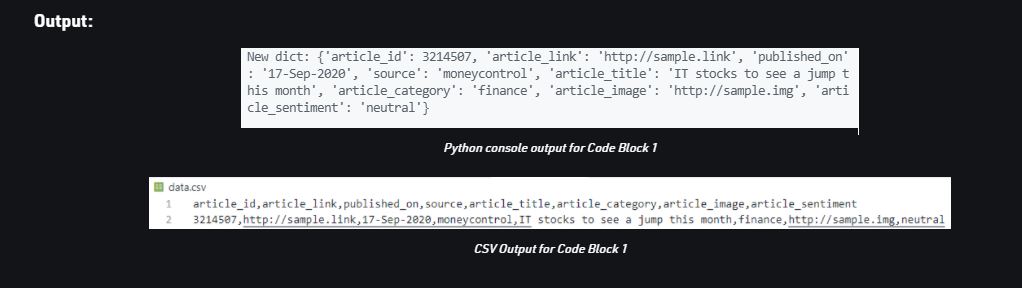 Output:
New dict: {'article_id': 3214507, 'article_link': 'http://sample.link', 'published_on'
: '17-Sep-2020', 'source': 'moneycontrol', 'article_title': 'IT stocks to see a jump t
his month', 'article_category': 'finance', 'article_image': 'http://sample.img', 'arti
cle_sentiment': 'neutral'}
Python console output for Code Block 1
data.csv
1 article_id,article_link,published_on,source,article_title,article_category,article_image,article_sentiment
2 3214507,http://sample.link,17-Sep-2020,moneycontrol,IT stocks to see a jump this month,finance,http://sample.img,neutral
CSV Output for Code Block 1